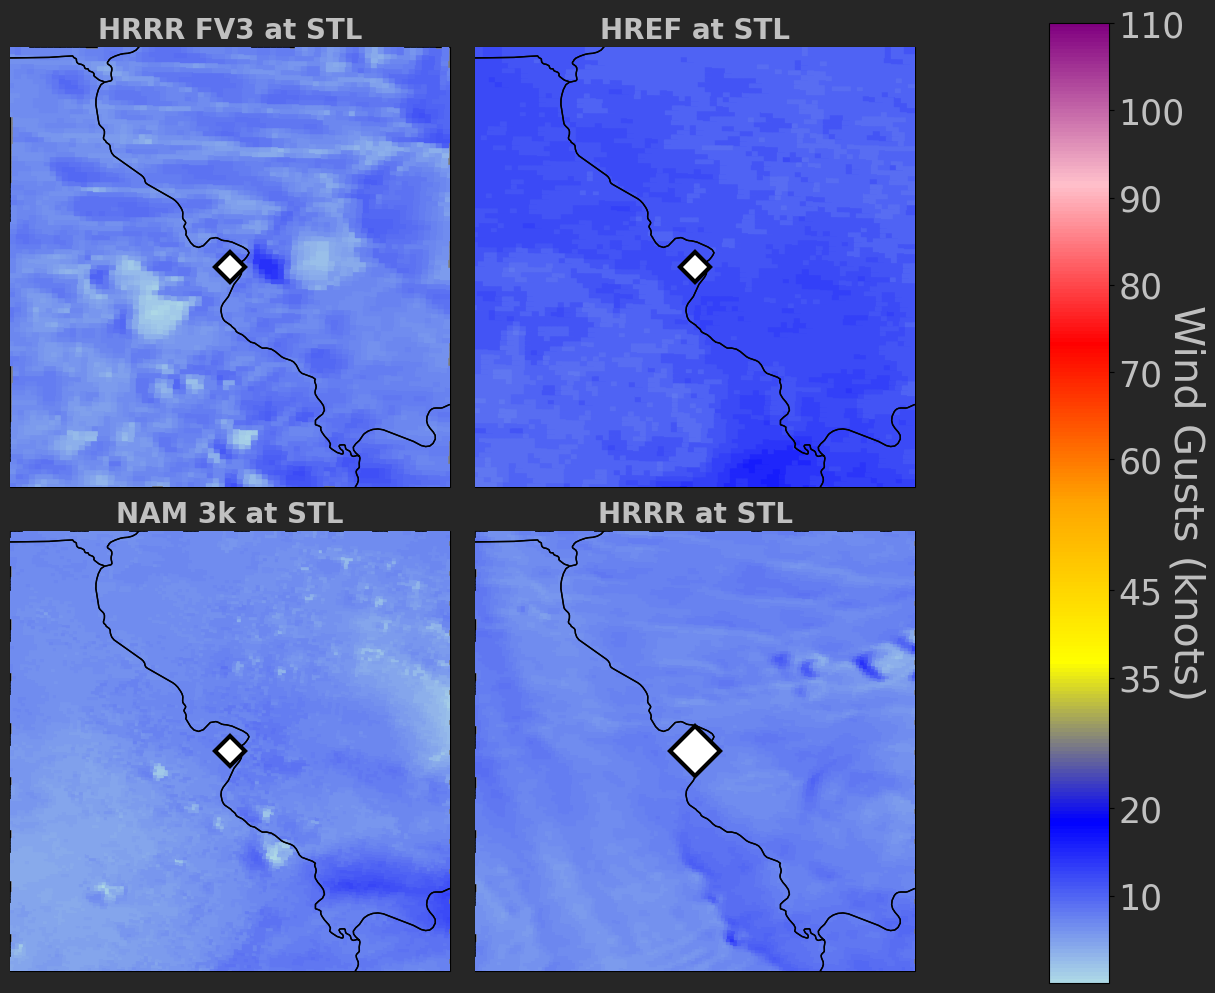 HRRR FV3 at STL
HREF at STL
NAM 3k at STL
HRRR at STL
110
100
90
80
70
60
45
35
20
10
Wind Gusts (knots)